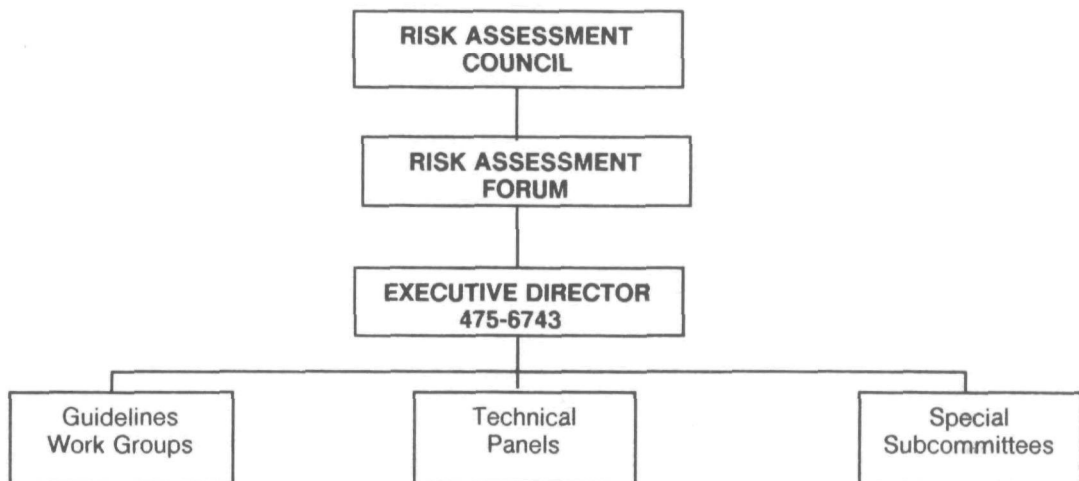 RISK ASSESSMENT
COUNCIL
RISK ASSESSMENT
FORUM
EXECUTIVE DIRECTOR
475-6743
Guidelines
Work Groups
Technical
Panels
Special
Subcommittees